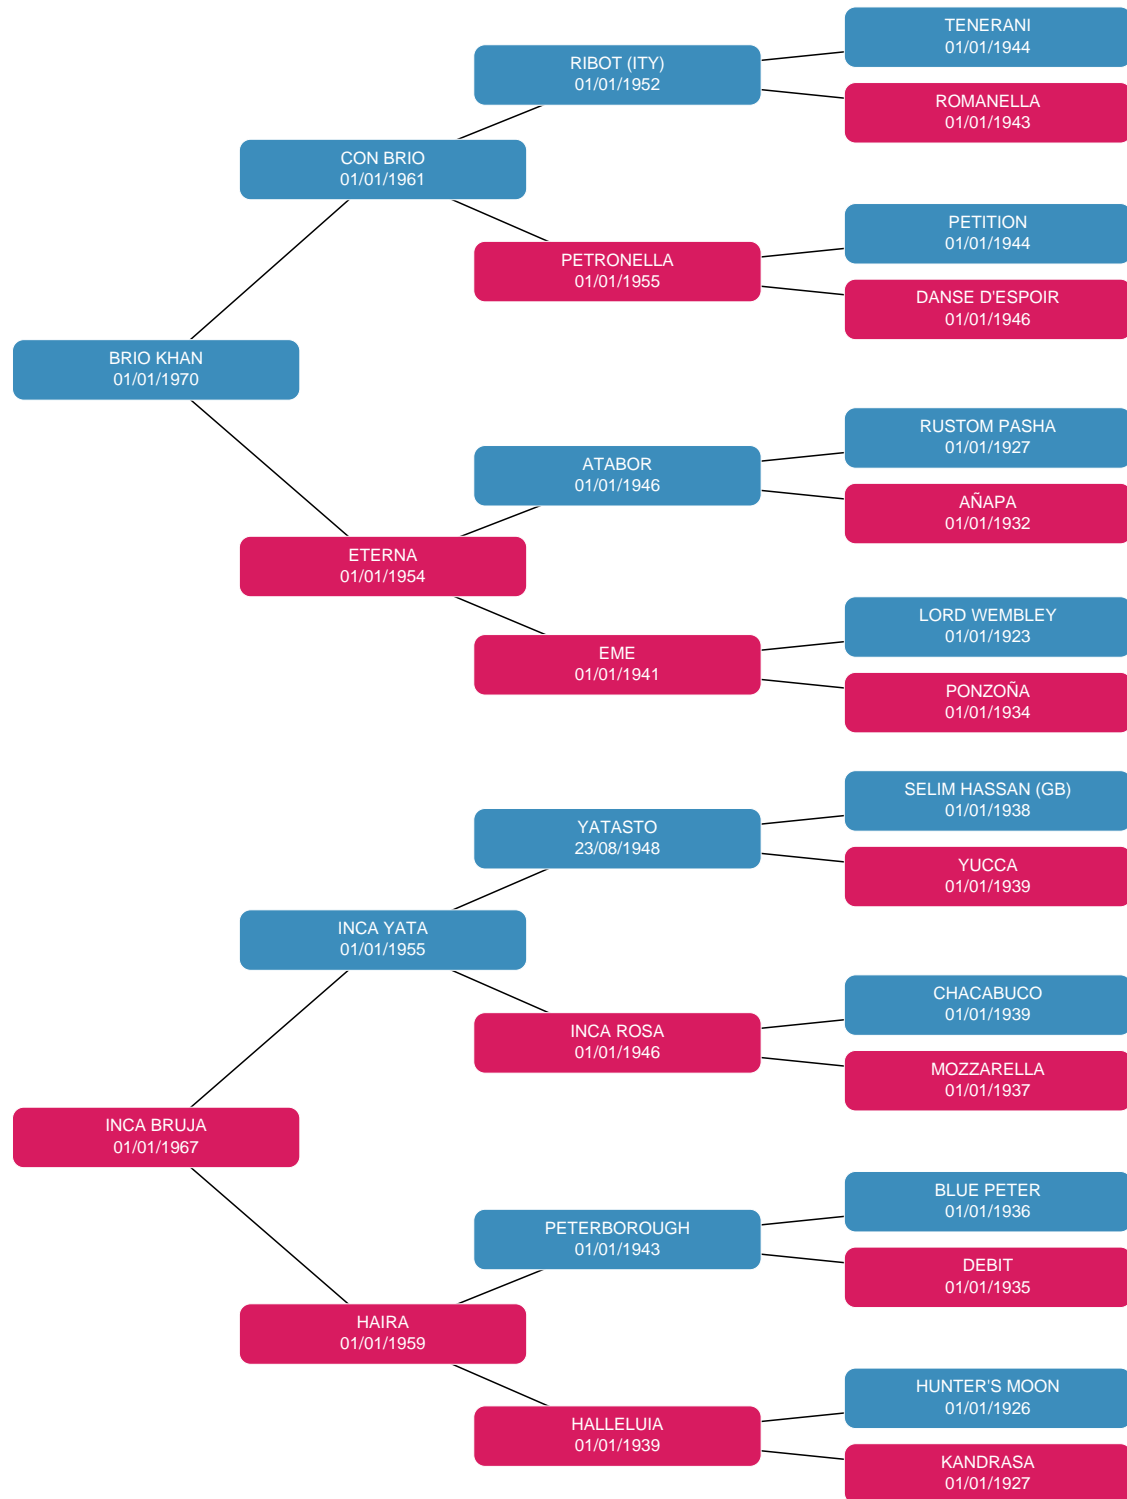 TENERANI
01/01/1944
RIBOT (ITY)
01/01/1952
ROMANELLA
01/01/1943
CON BRIO
01/01/1961
PETITION
01/01/1944
PETRONELLA
01/01/1955
DANSE D'ESPOIR
01/01/1946
BRIO KHAN
01/01/1970
RUSTOM PASHA
01/01/1927
ATABOR
01/01/1946
AÑAPA
01/01/1932
ETERNA
01/01/1954
LORD WEMBLEY
01/01/1923
EME
01/01/1941
PONZOÑA
01/01/1934
SELIM HASSAN (GB)
01/01/1938
YATASTO
23/08/1948
YUCCA
01/01/1939
INCA YATA
01/01/1955
CHACABUCO
01/01/1939
INCA ROSA
01/01/1946
MOZZARELLA
01/01/1937
INCA BRUJA
01/01/1967
BLUE PETER
01/01/1936
PETERBOROUGH
01/01/1943
DEBIT
01/01/1935
HAIRA
01/01/1959
HUNTER'S MOON
01/01/1926
HALLELUIA
01/01/1939
KANDRASA
01/01/1927